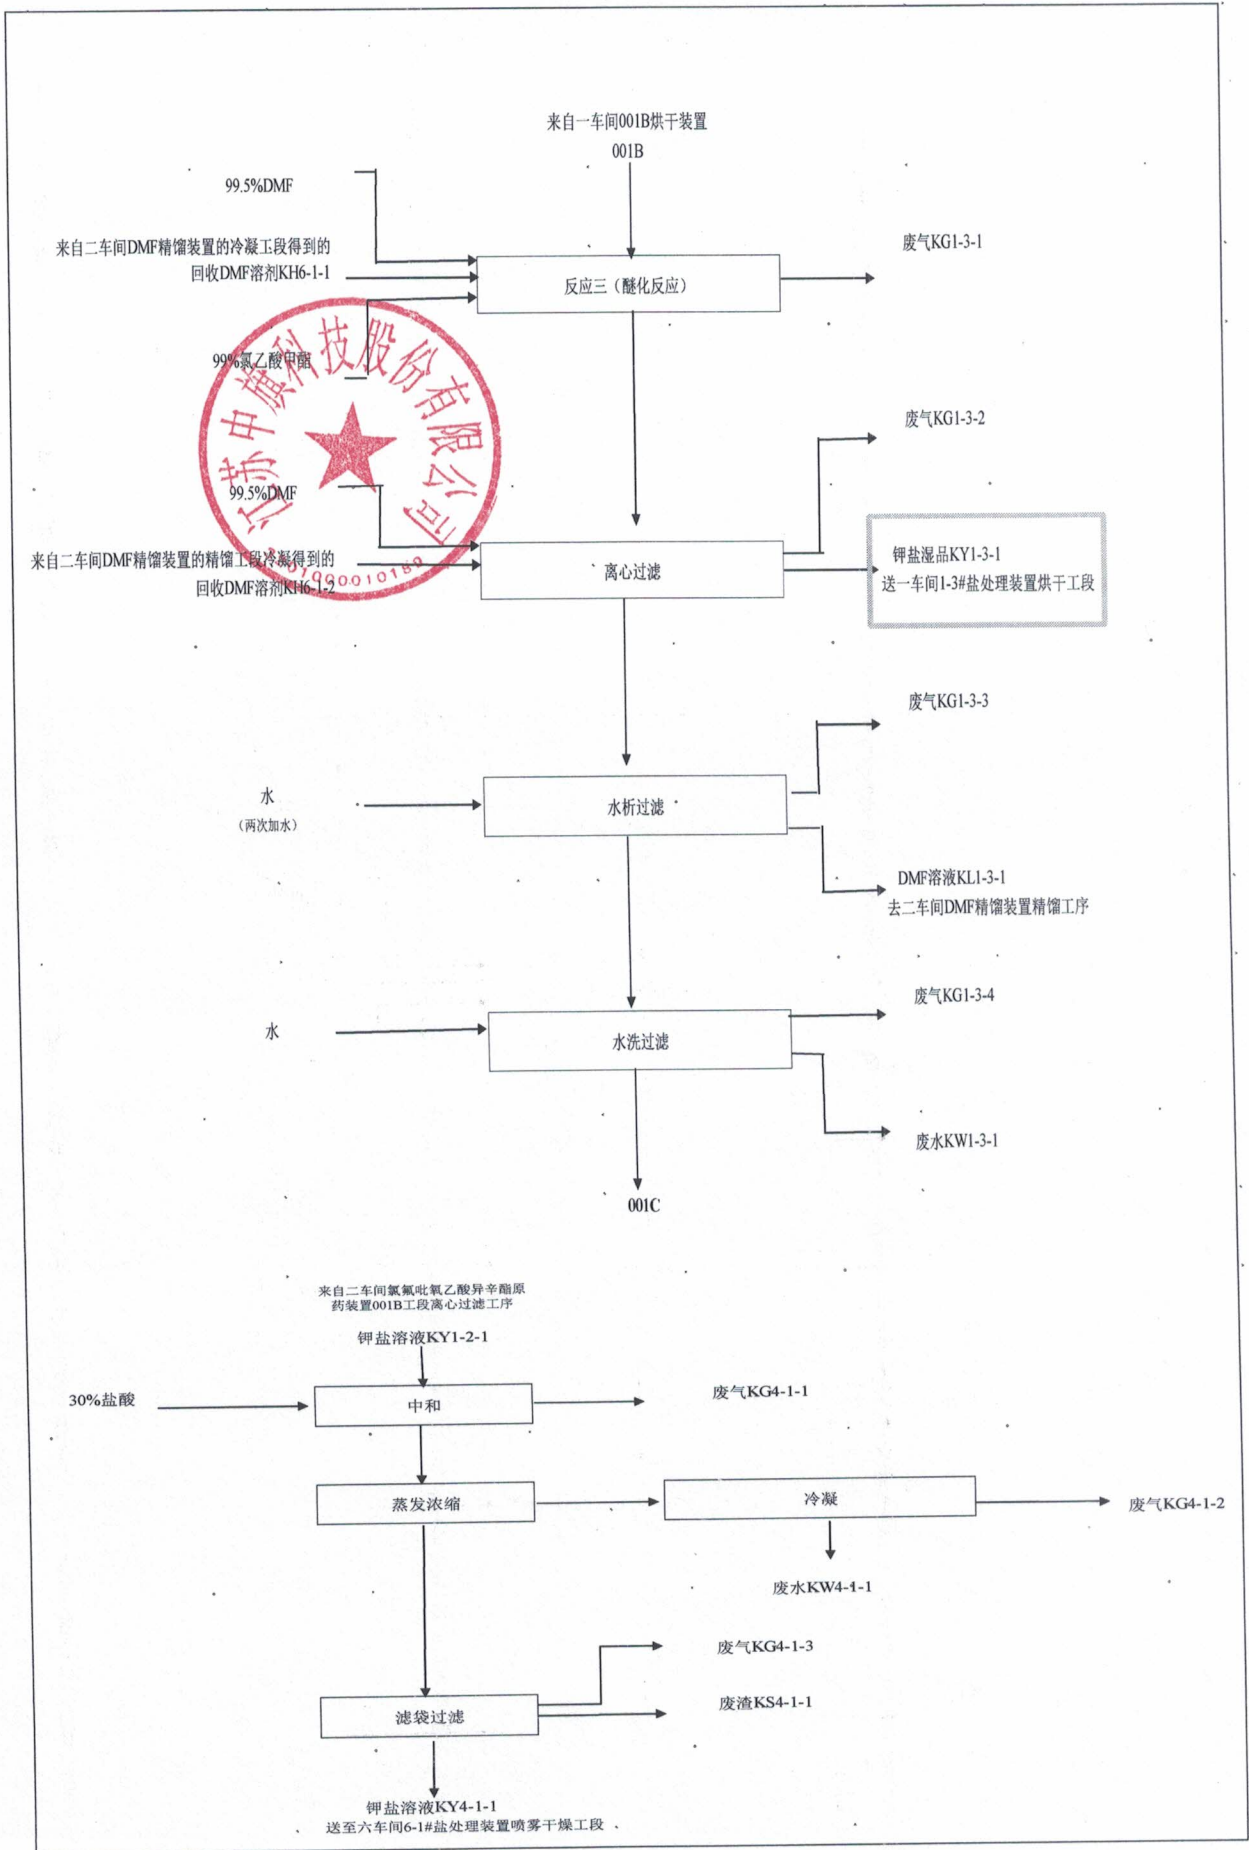 来自一车间001B烘干装置
001B
99.5%DMF
来自二车间DMF精馏装置的冷凝工段得到的
回收DMF溶剂KH6-1-1
废气KG1-3-1
反应三（醚化反应）
99%氯乙酸甲酯
江苏中旗科技股份有限公司
废气KG1-3-2
99.5%DMF
来自二车间DMF精馏装置的精馏工段冷凝得到的
回收DMF溶剂KH6-1-2
离心过滤
钾盐湿品KY1-3-1
送一车间1-3#盐处理装置烘干工段
废气KG1-3-3
水
（两次加水）
水析过滤
DMF溶液KL1-3-1
去二车间DMF精馏装置精馏工序
废气KG1-3-4
水
水洗过滤
废水KW1-3-1
001C
来自二车间氯氟吡氧乙酸异辛酯原
药装置001B工段离心过滤工序
钾盐溶液KY1-2-1
30%盐酸
中和
废气KG4-1-1
蒸发浓缩
冷凝
废气KG4-1-2
废水KW4-1-1
废气KG4-1-3
滤袋过滤
废渣KS4-1-1
钾盐溶液KY4-1-1
送至六车间6-1#盐处理装置喷雾干燥工段